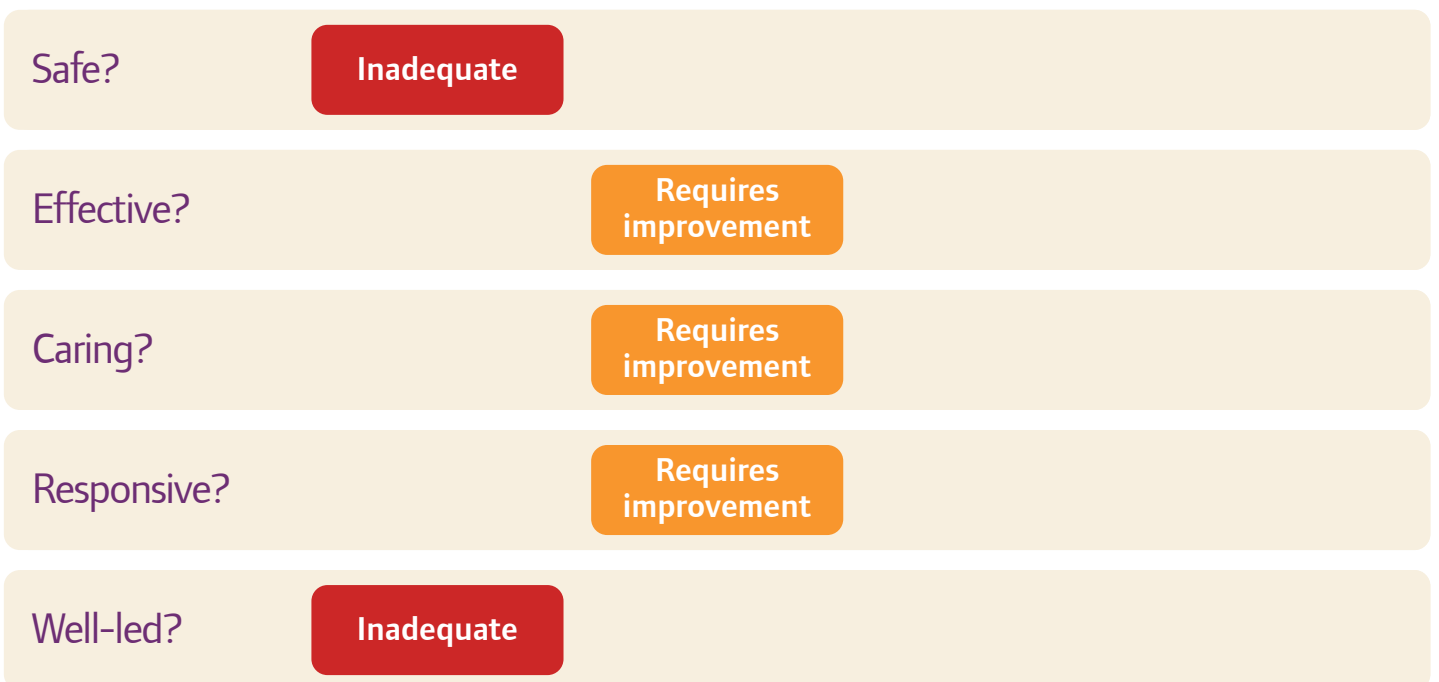 Safe?
Inadequate
Effective?
Requires
improvement
Caring?
Requires
improvement
Responsive?
Requires
improvement
Well-led?
Inadequate